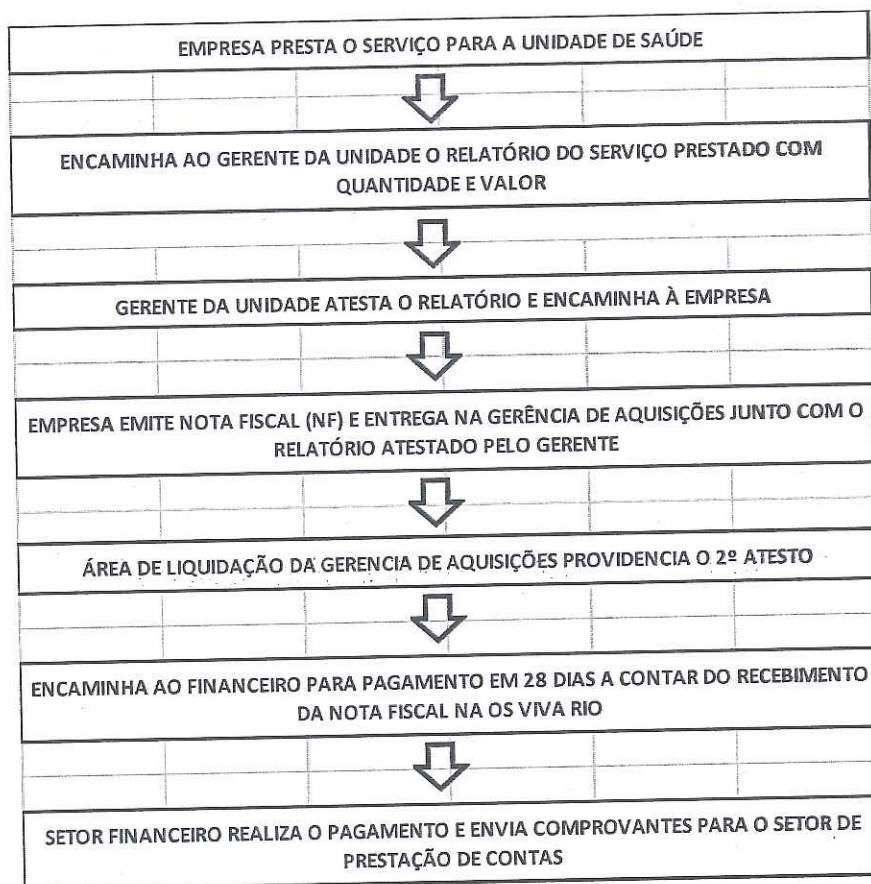 EMPRESA PRESTA O SERVIÇO PARA A UNIDADE DE SAÚDE
ENCAMINHA AO GERENTE DA UNIDADE O RELATÓRIO DO SERVIÇO PRESTADO COM
QUANTIDADE E VALOR
GERENTE DA UNIDADE ATESTA O RELATÓRIO E ENCAMINHA À EMPRESA
EMPRESA EMITE NOTA FISCAL (NF) E ENTREGA NA GERÊNCIA DE AQUISIÇÕES JUNTO COM O
RELATÓRIO ATESTADO PELO GERENTE
ÁREA DE LIQUIDAÇÃO DA GERENCIA DE AQUISIÇÕES PROVIDENCIA O 2º ATESTO
ENCAMINHA AO FINANCEIRO PARA PAGAMENTO EM 28 DIAS A CONTAR DO RECEBIMENTO
DA NOTA FISCAL NA OS VIVA RIO
SETOR FINANCEIRO REALIZA O PAGAMENTO E ENVIA COMPROVANTES PARA O SETOR DE
PRESTAÇÃO DE CONTAS